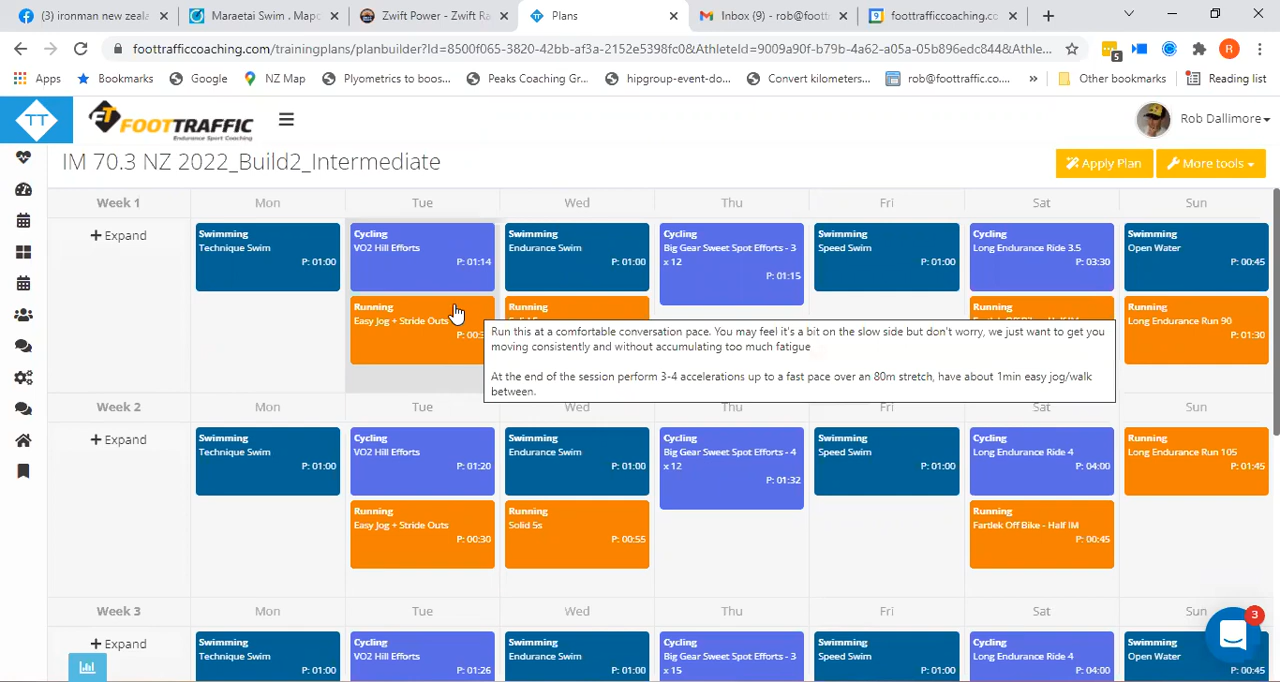 (3) ironman new zeala
Maraetai Swim . Mapc
Zwift Power - Zwift Ra
Plans
Inbox (9) - rob@footf
foottrafficcoaching.co
foottrafficcoaching.com/trainingplans/planbuilder?Id=8500f065-3820-42bb-af3a-2152e5398fc0&AthleteId=9009a90f-b79b-4a62-a05a-05b896edc844&Athle...
5
R
Apps
Bookmarks
Google
NZ Map
Plyometrics to boos...
Peaks Coaching Gr...
hipgroup-event-do...
Convert kilometers...
rob@foottraffic.co....
»
Other bookmarks
Reading list
TT
FT
FOOTTRAFFIC
Endurance Sport Coaching
Rob Dallimore
IM 70.3 NZ 2022_Build2_Intermediate
Apply Plan
More tools
Week 1 Mon Tue Wed Thu Fri Sat Sun
+ Expand
Swimming
Technique Swim
P: 01:00
Cycling
VO2 Hill Efforts
P: 01:14
Running
Easy Jog + Stride Outs
Swimming
Endurance Swim
P: 01:00
Running
Cycling
Big Gear Sweet Spot Efforts - 3
x 12
P: 01:15
Swimming
Speed Swim
P: 01:00
Cycling
Long Endurance Ride 3.5
P: 03:30
Running
Swimming
Open Water
P: 00:45
Running
Long Endurance Run 90
P: 01:30
Run this at a comfortable conversation pace. You may feel it's a bit on the slow side but don't worry, we just want to get you
moving consistently and without accumulating too much fatigue
At the end of the session perform 3-4 accelerations up to a fast pace over an 80m stretch, have about 1min easy jog/walk
between.
Week 2 Mon Tue Wed Thu Fri Sat Sun
+ Expand
Swimming
Technique Swim
P: 01:00
Cycling
VO2 Hill Efforts
P: 01:20
Running
Easy Jog + Stride Outs
P: 00:30
Swimming
Endurance Swim
P: 01:00
Running
Solid 5s
P: 00:55
Cycling
Big Gear Sweet Spot Efforts - 4
x 12
P: 01:32
Swimming
Speed Swim
P: 01:00
Cycling
Long Endurance Ride 4
P: 04:00
Running
Fartlek Off Bike - Half IM
P: 00:45
Running
Long Endurance Run 105
P: 01:45
Week 3 Mon Tue Wed Thu Fri Sat Sun
+ Expand
Swimming
Technique Swim
P: 01:00
Cycling
VO2 Hill Efforts
P: 01:26
Swimming
Endurance Swim
P: 01:00
Cycling
Big Gear Sweet Spot Efforts - 3
x 15
Swimming
Speed Swim
P: 01:00
Cycling
Long Endurance Ride 4
P: 04:00
Swimming
Open Water
P: 00:45
3